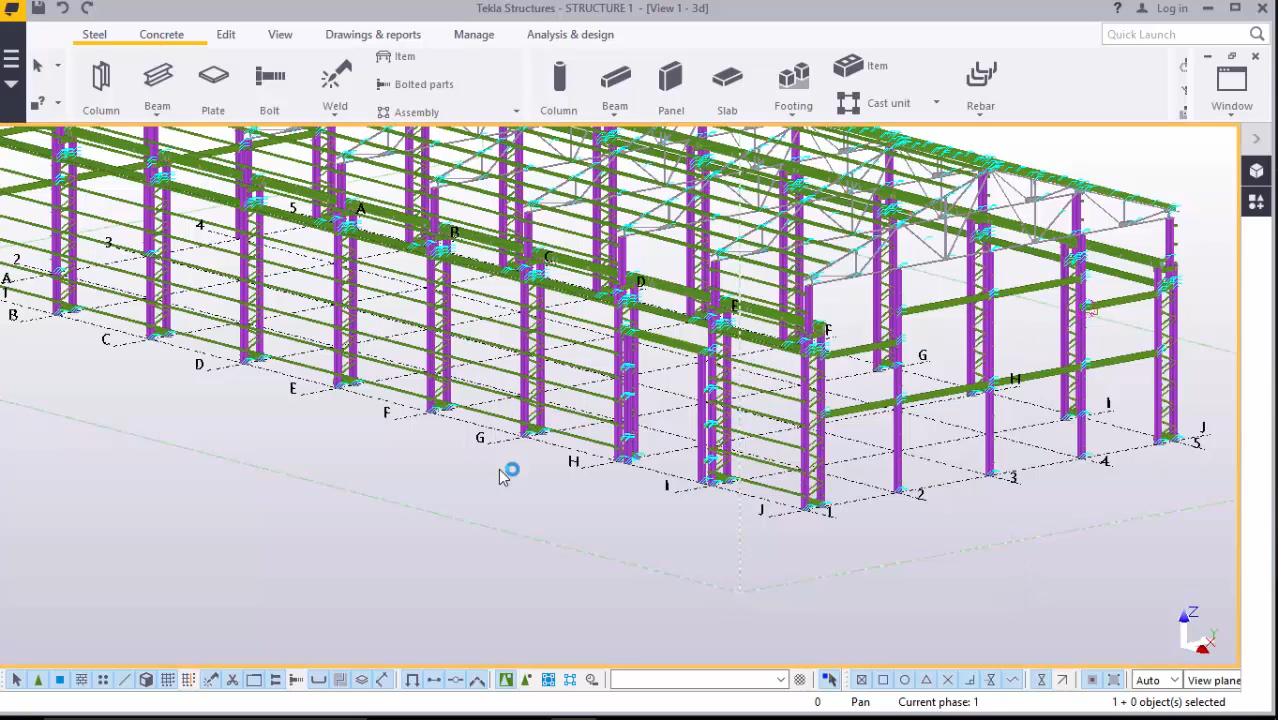 Tekla Structures - STRUCTURE 1 - [View 1 - 3d]
? Log in
Steel Concrete Edit View Drawings & reports Manage Analysis & design
Quick Launch
Item
Bolted parts
Assembly
Column Beam Plate Bolt Weld
Column Beam Panel Slab Footing
Item
Cast unit
Rebar
Window
5 A
4 B
3 C
2 D
A E
1 F
B G
C H
D I
E J
F 5
G 4
H 3
I 2
J 1
Auto View plane
0 Pan Current phase: 1 1 + 0 object(s) selected
Z
Y
X